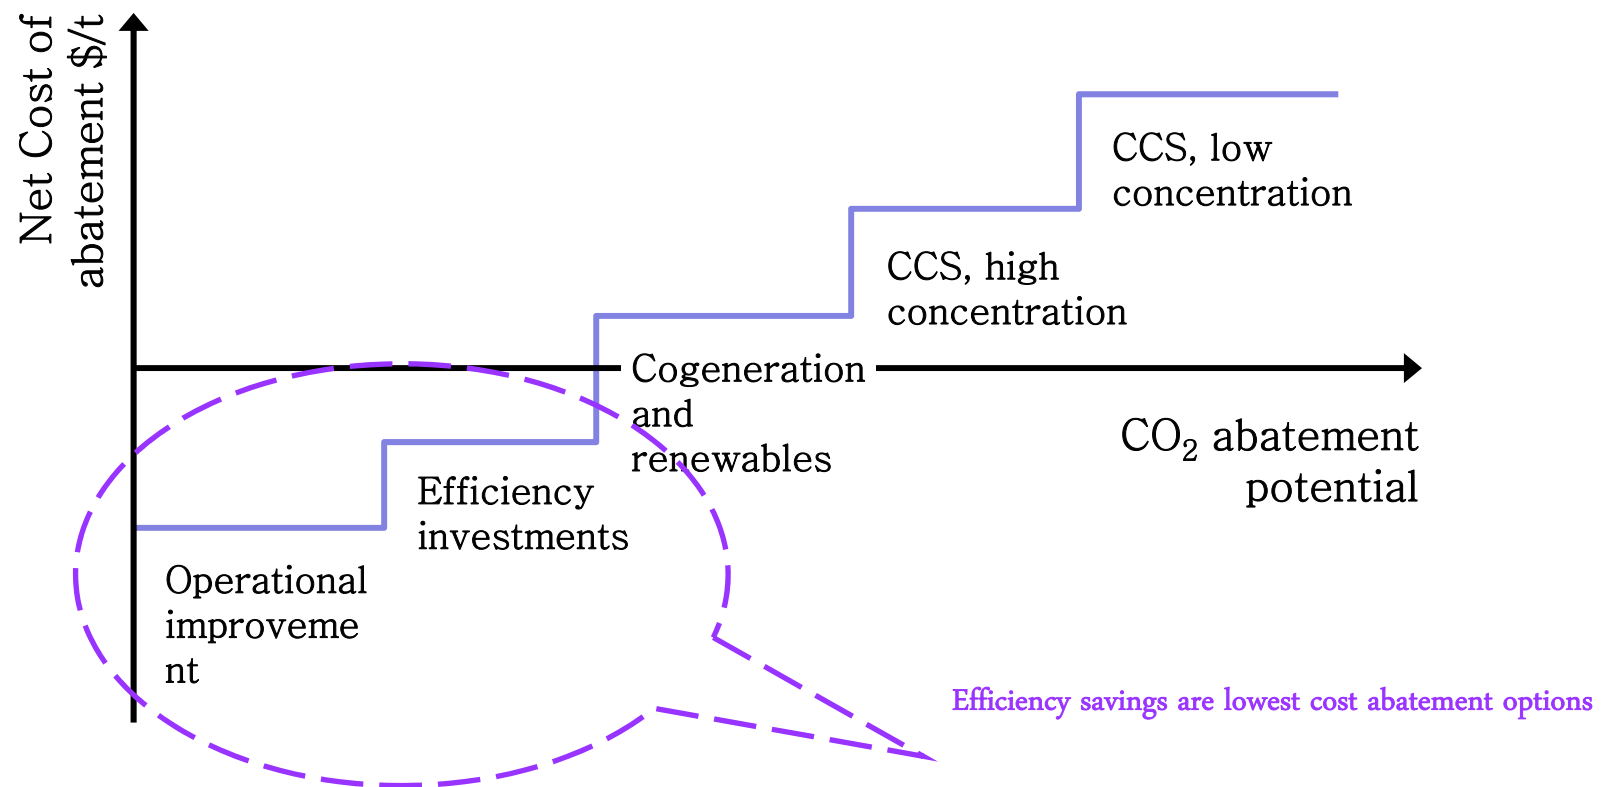 Net Cost of
abatement $/t
CCS, low
concentration
CCS, high
concentration
Cogeneration
and
renewables
CO₂ abatement
potential
Efficiency
investments
Operational
improveme
nt
Efficiency savings are lowest cost abatement options